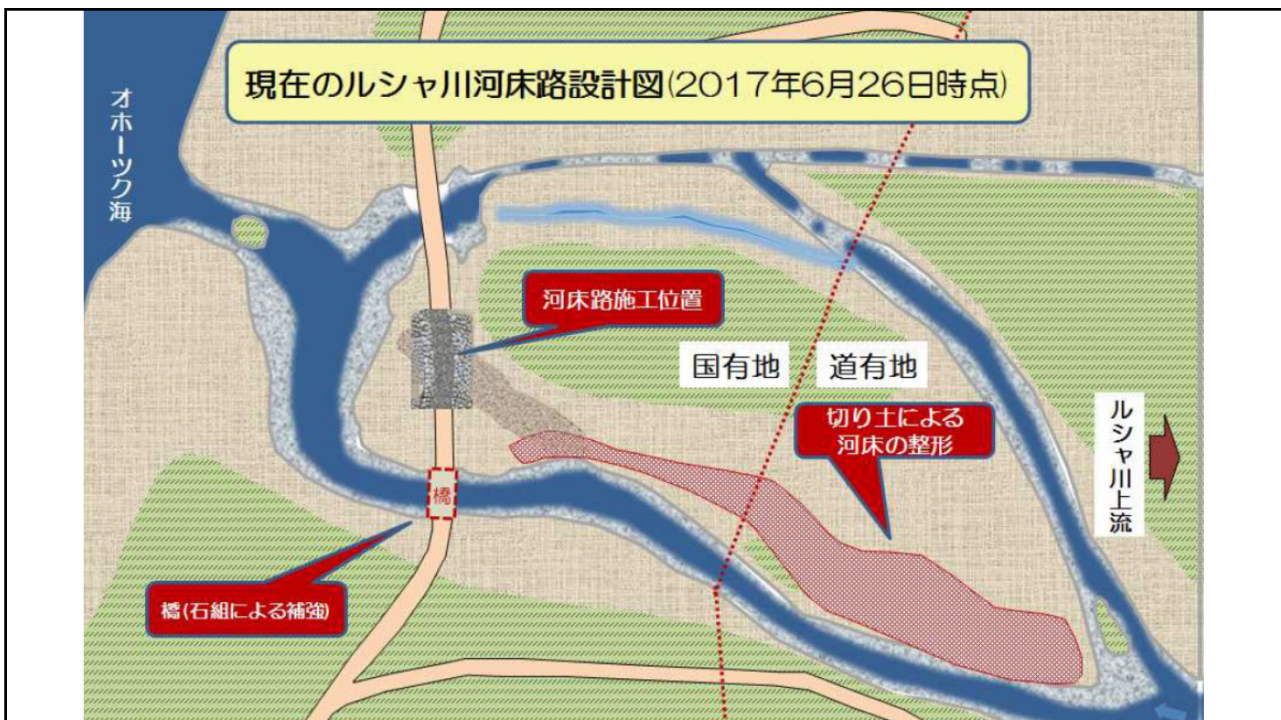 現在のルシャ川河床路設計図(2017年6月26日時点)
オホーツク海
河床路施工位置
国有地
道有地
切り土による
河床の整形
ルシャ川上流
橋
橋(石組による補強)